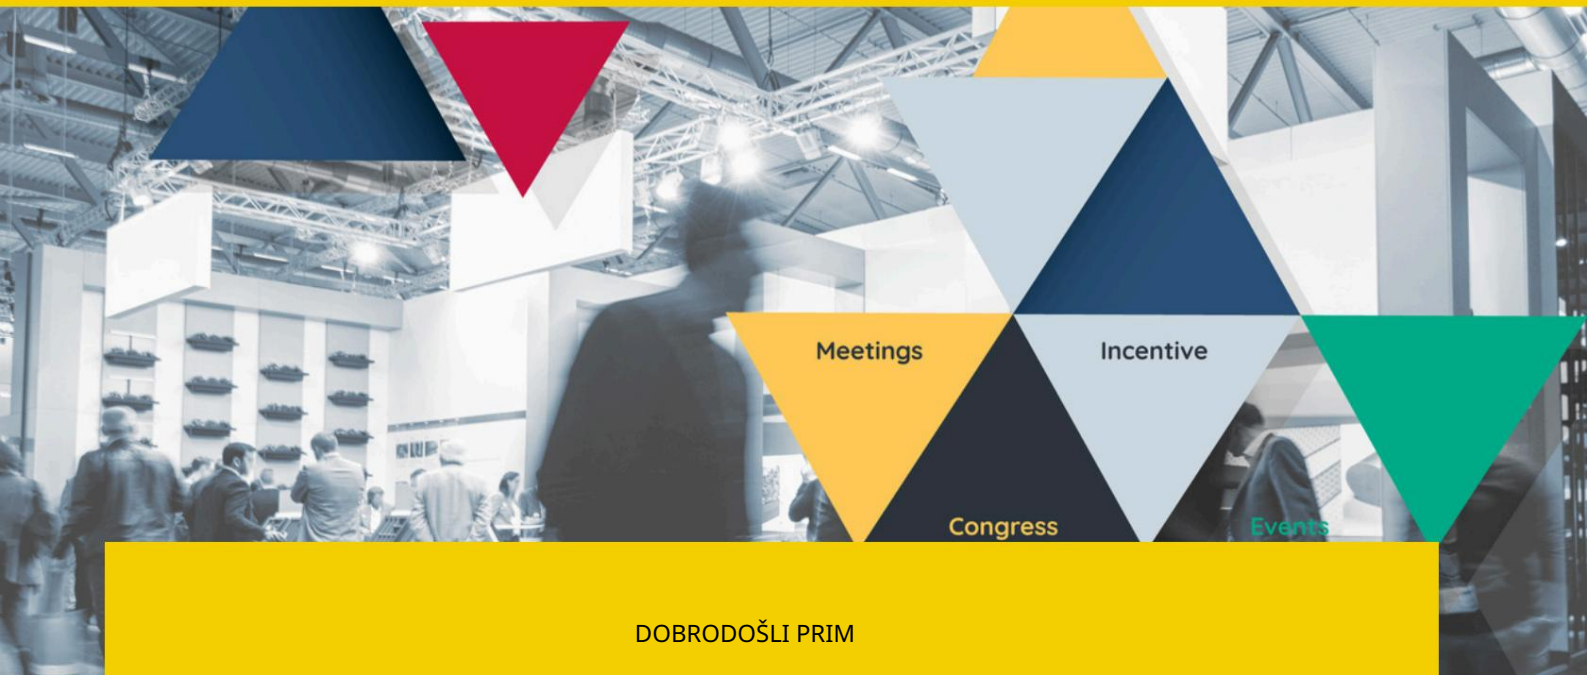 Meetings
Incentive
Congress
Events
DOBRODOŠLI PRIM